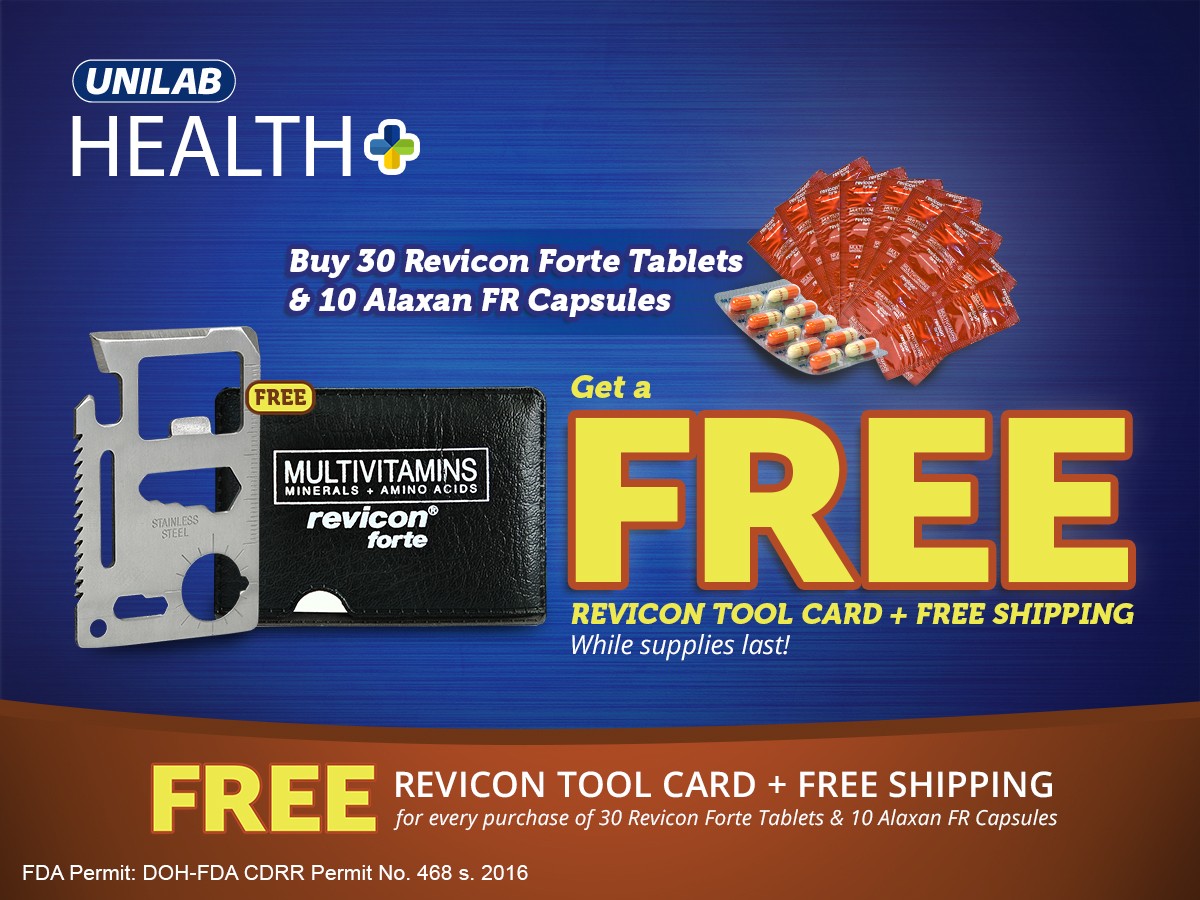 UNILAB
HEALTH
Buy 30 Revicon Forte Tablets
& 10 Alaxan FR Capsules
FREE
Get a
FREE
MULTIVITAMINS
MINERALS + AMINO ACIDS
revicon®
forte
STAINLESS
STEEL
REVICON TOOL CARD + FREE SHIPPING
While supplies last!
FREE REVICON TOOL CARD + FREE SHIPPING
for every purchase of 30 Revicon Forte Tablets & 10 Alaxan FR Capsules
FDA Permit: DOH-FDA CDRR Permit No. 468 s. 2016